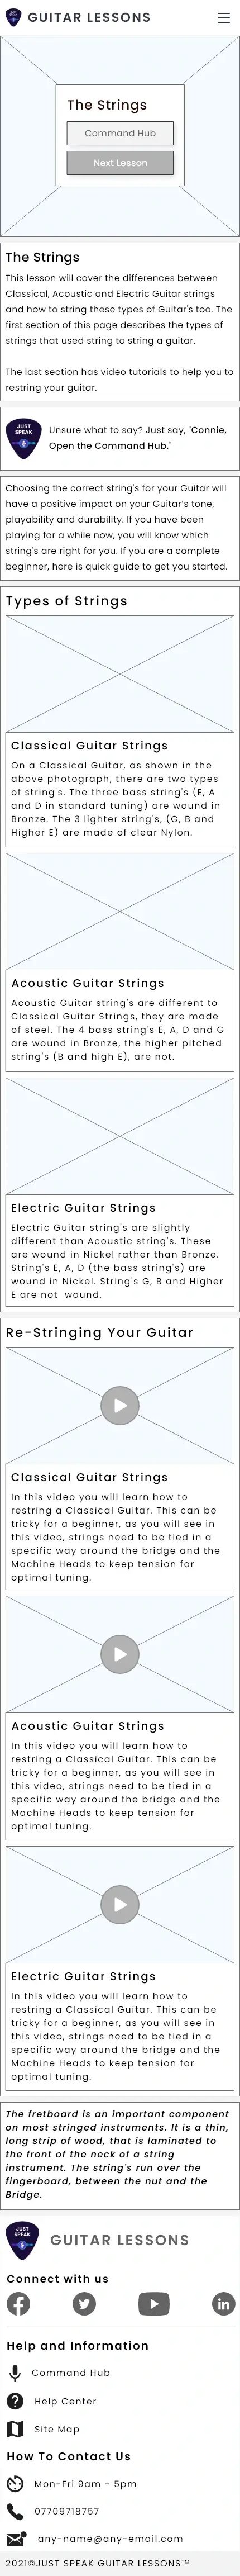 GUITAR LESSONS
The Strings
Command Hub
Next Lesson
The Strings
This lesson will cover the differences between
Classical, Acoustic and Electric Guitar strings
and how to string these types of Guitar's too. The
first section of this page describes the types of
strings that used string to string a guitar.
The last section has video tutorials to help you to
restring your guitar.
JUST
SPEAK
Unsure what to say? Just say, "Connie,
Open the Command Hub."
Choosing the correct string's for your Guitar will
have a positive impact on your Guitar's tone,
playability and durability. If you have been
playing for a while now, you will know which
string's are right for you. If you are a complete
beginner, here is quick guide to get you started.
Types of Strings
Classical Guitar Strings
On a Classical Guitar, as shown in the
above photograph, there are two types
of string's. The three bass string's (E, A
and D in standard tuning) are wound in
Bronze. The 3 lighter string's, (G, B and
Higher E) are made of clear Nylon.
Acoustic Guitar Strings
Acoustic Guitar string's are different to
Classical Guitar Strings, they are made
of steel. The 4 bass string's E, A, D and G
are wound in Bronze, the higher pitched
string's (B and high E), are not.
Electric Guitar Strings
Electric Guitar string's are slightly
different than Acoustic string's. These
are wound in Nickel rather than Bronze.
String's E, A, D (the bass string's) are
wound in Nickel. String's G, B and Higher
E are not wound.
Re-Stringing Your Guitar
Classical Guitar Strings
In this video you will learn how to
restring a Classical Guitar. This can be
tricky for a beginner, as you will see in
this video, strings need to be tied in a
specific way around the bridge and the
Machine Heads to keep tension for
optimal tuning.
Acoustic Guitar Strings
In this video you will learn how to
restring a Classical Guitar. This can be
tricky for a beginner, as you will see in
this video, strings need to be tied in a
specific way around the bridge and the
Machine Heads to keep tension for
optimal tuning.
Electric Guitar Strings
In this video you will learn how to
restring a Classical Guitar. This can be
tricky for a beginner, as you will see in
this video, strings need to be tied in a
specific way around the bridge and the
Machine Heads to keep tension for
optimal tuning.
The fretboard is an important component
on most stringed instruments. It is a thin,
long strip of wood, that is laminated to
the front of the neck of a string
instrument. The string's run over the
fingerboard, between the nut and the
Bridge.
JUST
SPEAK
GUITAR LESSONS
Connect with us
Help and Information
Command Hub
Help Center
Site Map
How To Contact Us
Mon-Fri 9am - 5pm
07709718757
any-name@any-email.com
2021©JUST SPEAK GUITAR LESSONS™